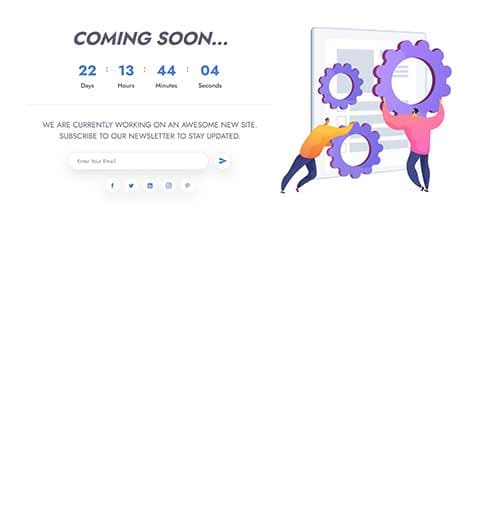 COMING SOON...
22 : 13 : 44 : 04
Days Hours Minutes Seconds
WE ARE CURRENTLY WORKING ON AN AWESOME NEW SITE.
SUBSCRIBE TO OUR NEWSLETTER TO STAY UPDATED.
Enter Your Email